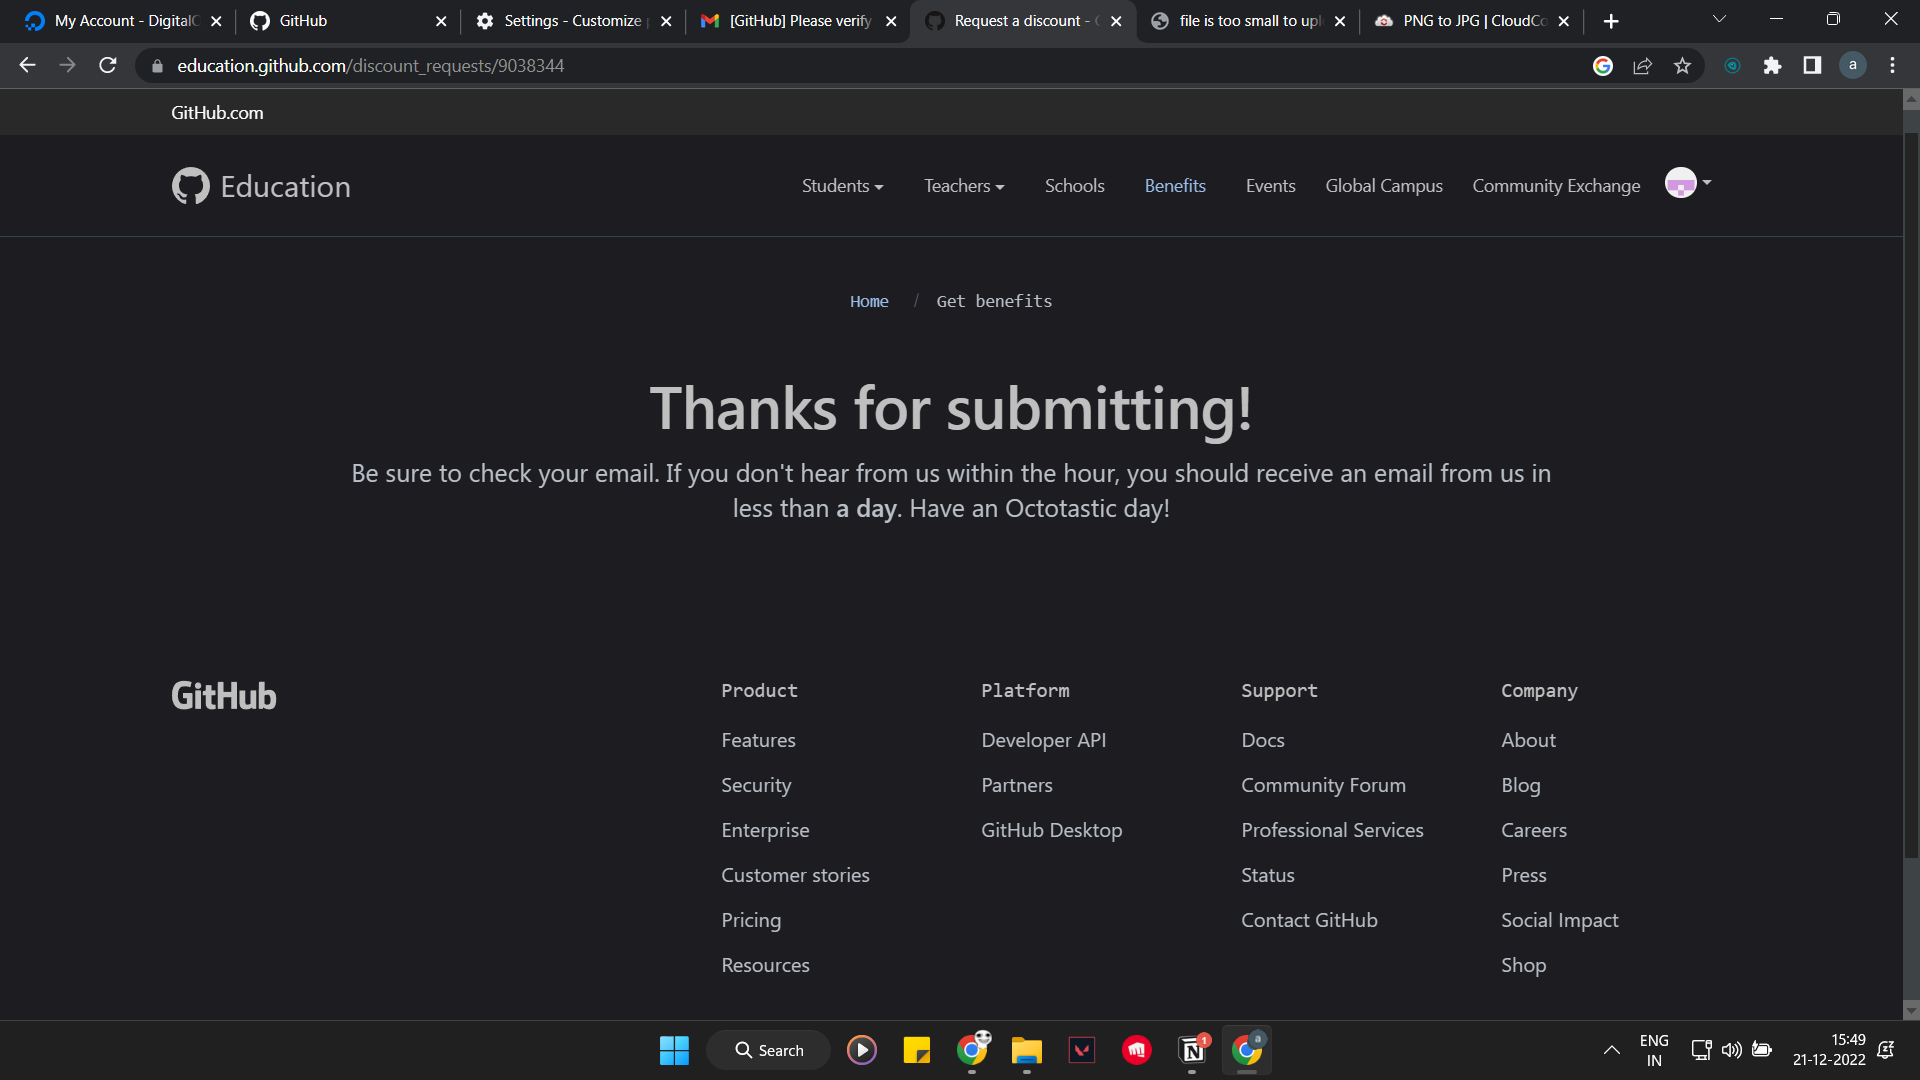 My Account - DigitalC
GitHub
Settings - Customize
[GitHub] Please verify
Request a discount -
file is too small to upl
PNG to JPG | CloudCo
education.github.com/discount_requests/9038344
a
GitHub.com
Education
Students
Teachers
Schools
Benefits
Events
Global Campus
Community Exchange
Home / Get benefits
Thanks for submitting!
Be sure to check your email. If you don't hear from us within the hour, you should receive an email from us in
less than a day. Have an Octotastic day!
GitHub
Product
Features
Security
Enterprise
Customer stories
Pricing
Resources
Platform
Developer API
Partners
GitHub Desktop
Support
Docs
Community Forum
Professional Services
Status
Contact GitHub
Company
About
Blog
Careers
Press
Social Impact
Shop
Search
1
a
ENG
IN
15:49
21-12-2022